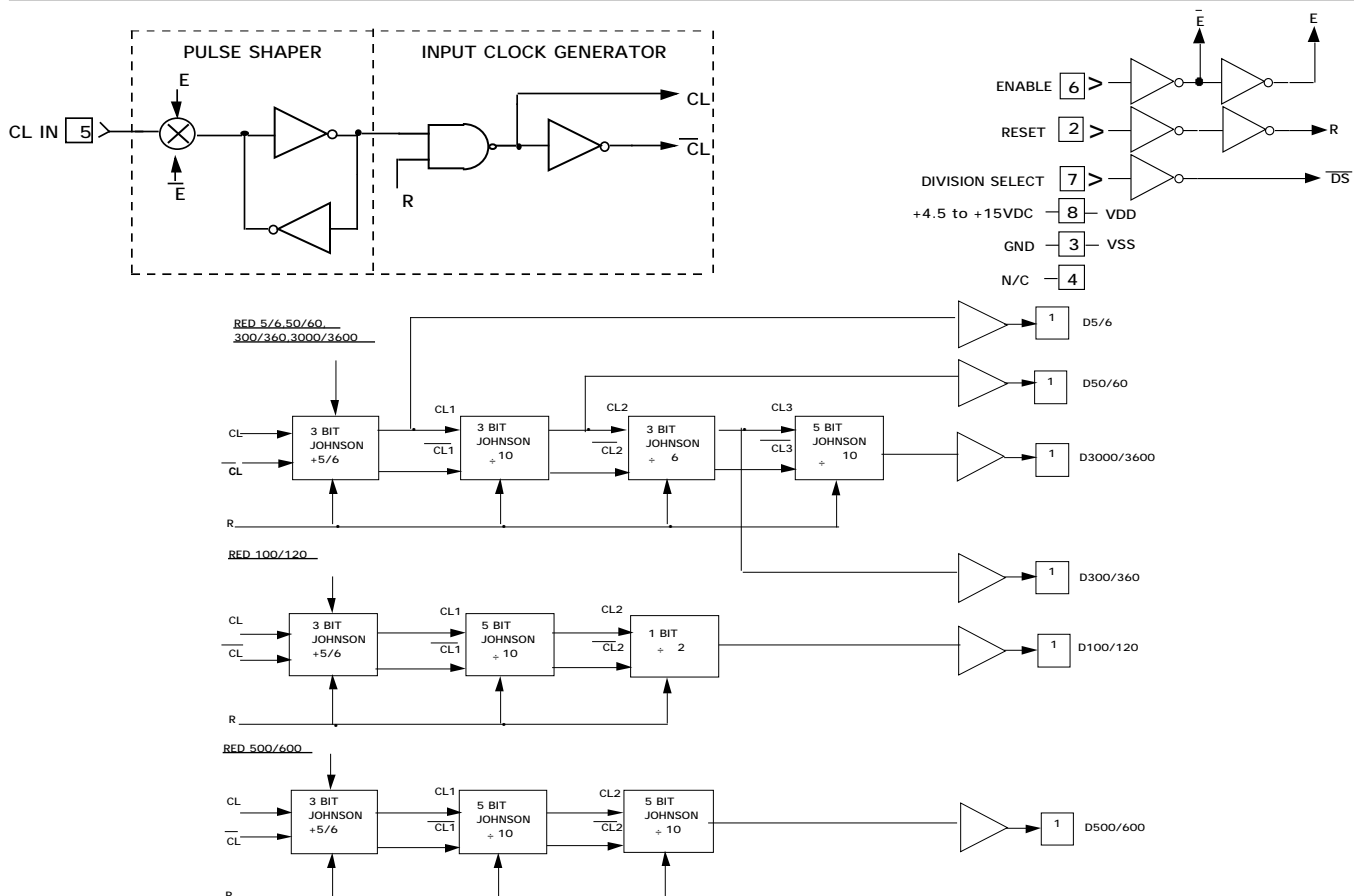 PULSE SHAPER
INPUT CLOCK GENERATOR
E
CL IN 5
E
R
CL
CL
E
E
ENABLE 6
RESET 2
R
DIVISION SELECT 7
DS
+4.5 to +15VDC 8 VDD
GND 3 VSS
N/C 4
RED 5/6,50/60,
300/360,3000/3600
1 D5/6
1 D50/60
CL
CL
3 BIT
JOHNSON
+5/6
CL1
CL1
3 BIT
JOHNSON
÷ 10
CL2
CL2
3 BIT
JOHNSON
÷ 6
CL3
CL3
5 BIT
JOHNSON
÷ 10
1 D3000/3600
R
1 D300/360
RED 100/120
CL
CL
3 BIT
JOHNSON
+5/6
CL1
CL1
5 BIT
JOHNSON
÷ 10
CL2
CL2
1 BIT
÷ 2
1 D100/120
R
RED 500/600
CL
CL
3 BIT
JOHNSON
+5/6
CL1
CL1
5 BIT
JOHNSON
÷ 10
CL2
CL2
5 BIT
JOHNSON
÷ 10
1 D500/600
R